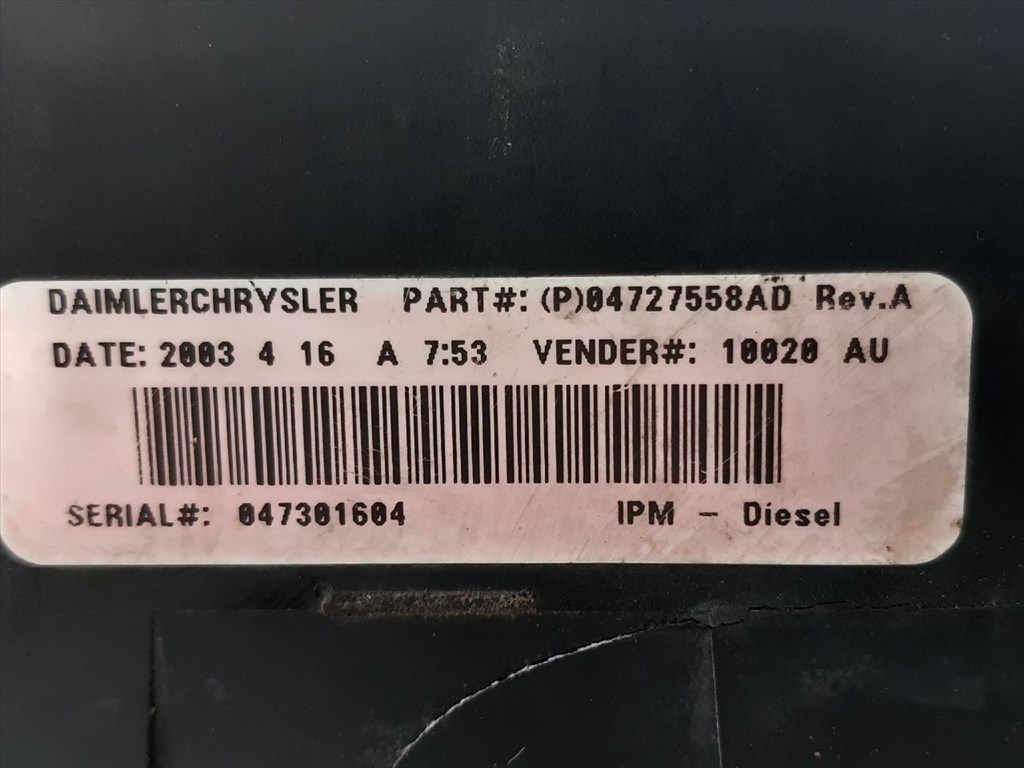 DAIMLERCHRYSLER PART#: (P)04727558AD Rev.A
DATE: 2003 4 16 A 7:53 VENDER#: 10020 AU
SERIAL#: 047301604 IPM - Diesel